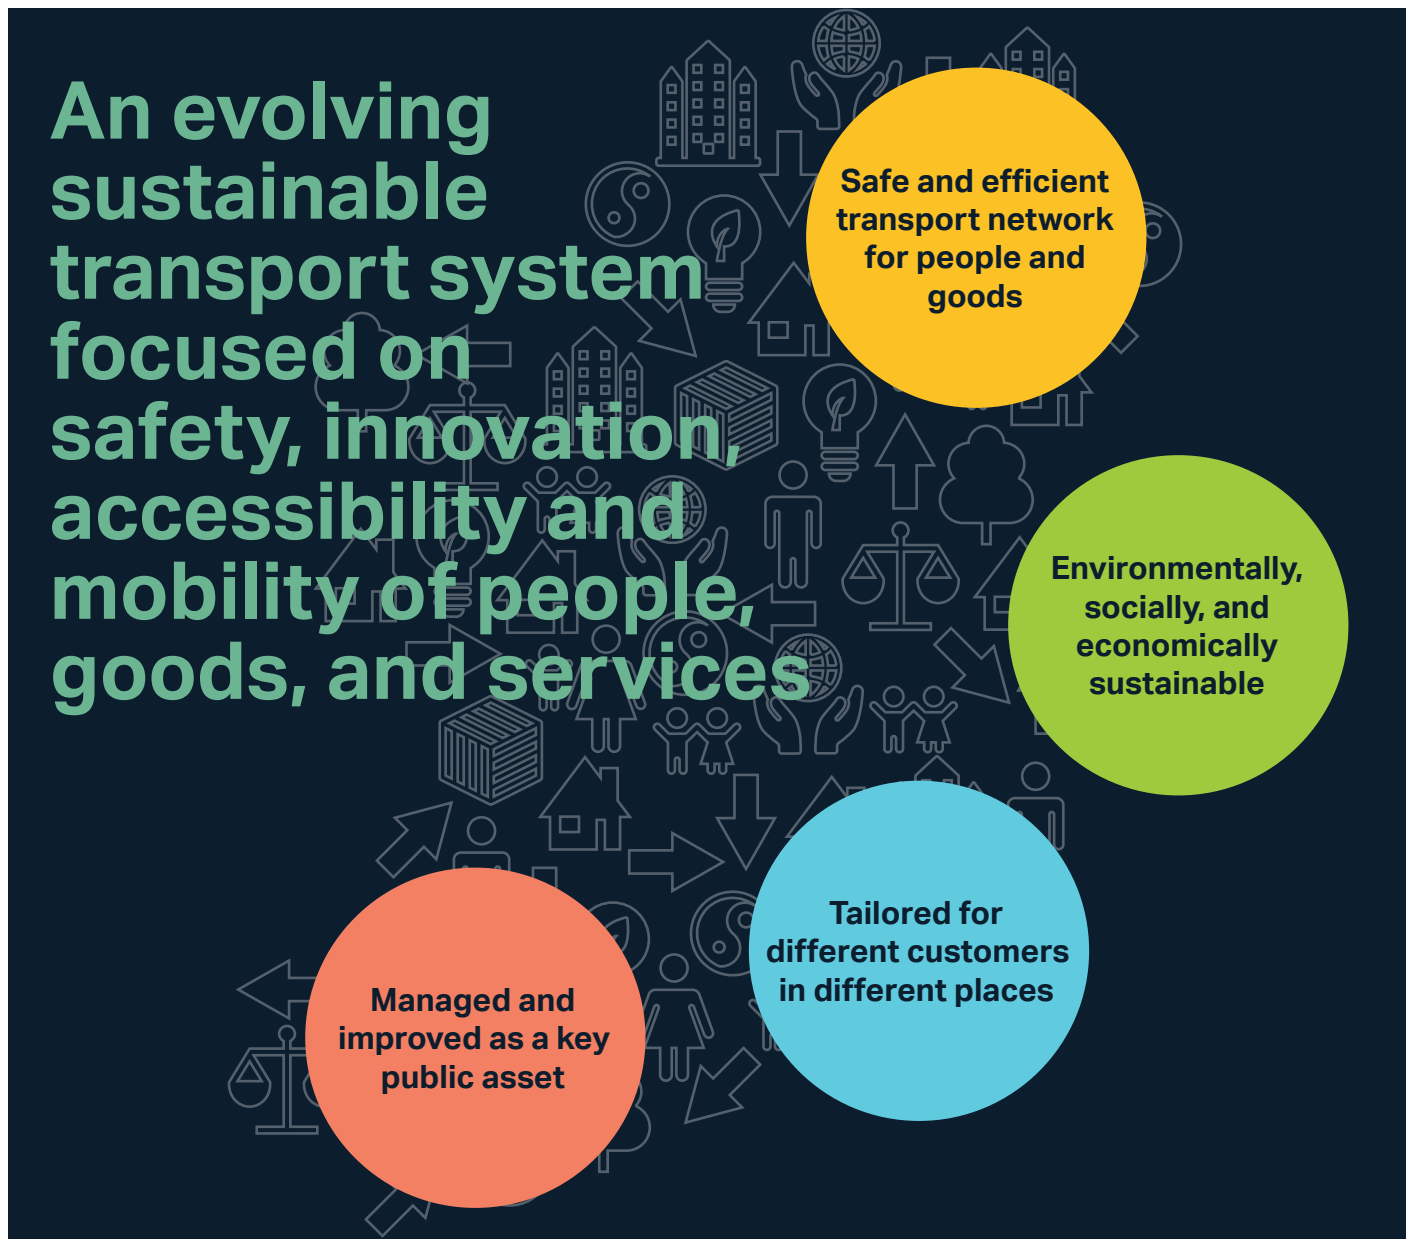 An evolving
sustainable
transport system
focused on
safety, innovation,
accessibility and
mobility of people,
goods, and services
Safe and efficient
transport network
for people and
goods
Environmentally,
socially, and
economically
sustainable
Tailored for
different customers
in different places
Managed and
improved as a key
public asset